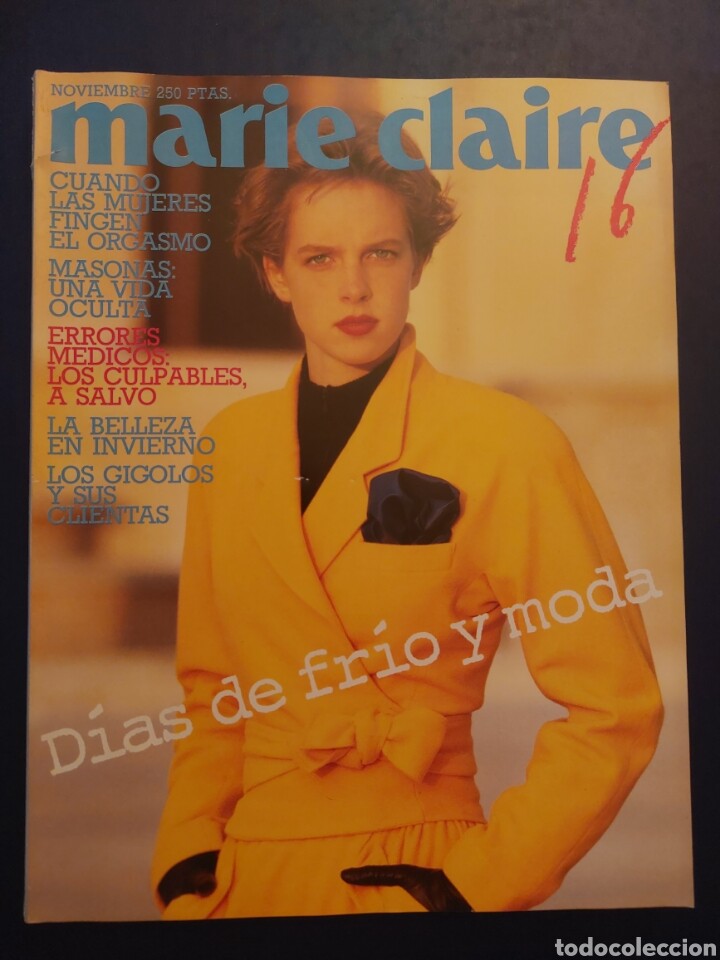 NOVIEMBRE 250 PTAS.
marie claire
16
CUANDO
LAS MUJERES
FINGEN
EL ORGASMO
MASONAS:
UNA VIDA
OCULTA
ERRORES
MEDICOS:
LOS CULPABLES,
A SALVO
LA BELLEZA
EN INVIERNO
LOS GIGOLOS
Y SUS
CLIENTAS
Días de frío y moda
todocoleccion